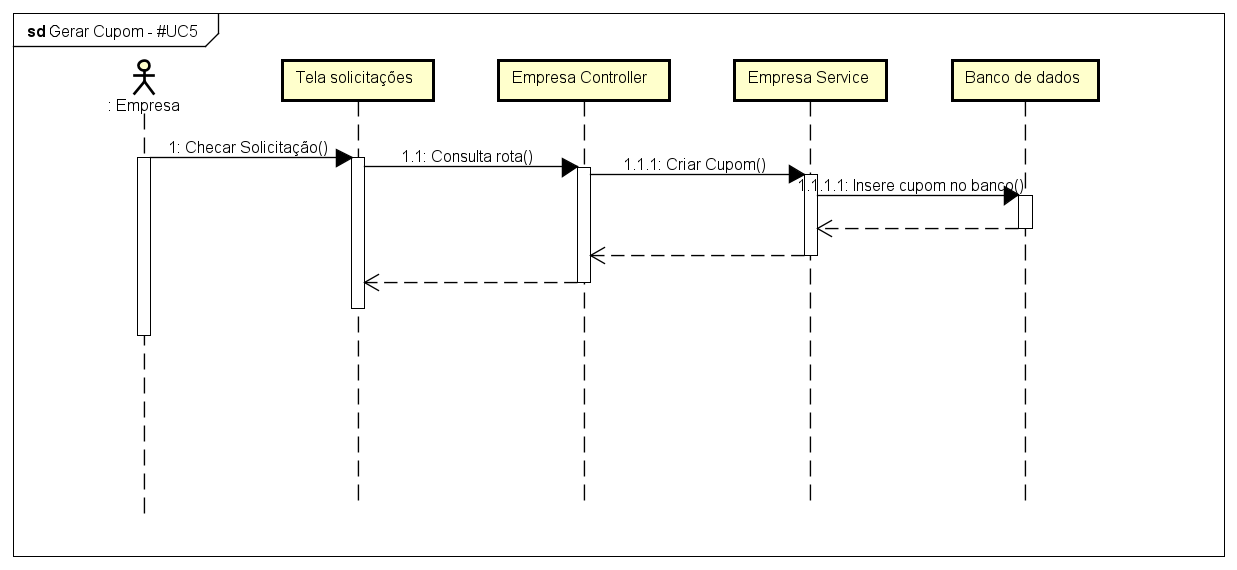 sd Gerar Cupom - #UC5
: Empresa
Tela solicitações
Empresa Controller
Empresa Service
Banco de dados
1: Checar Solicitação()
1.1: Consulta rota()
1.1.1: Criar Cupom()
1.1.1.1: Insere cupom no banco()